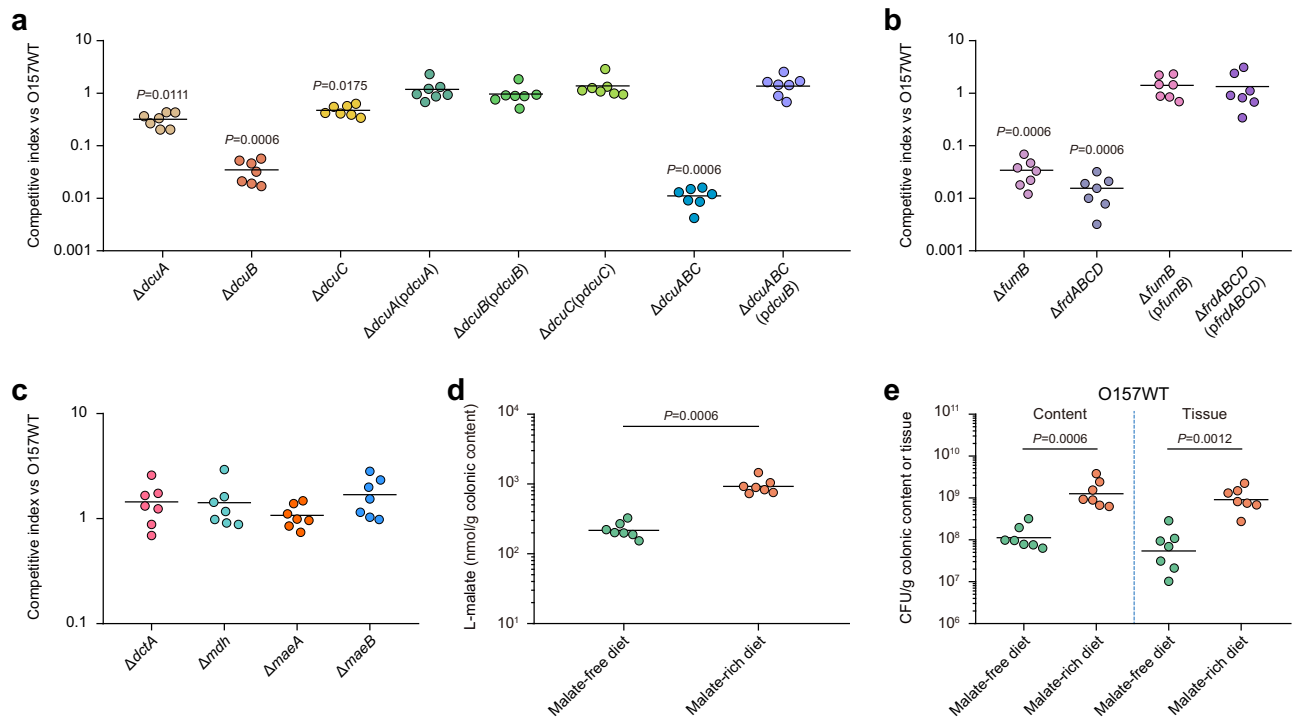 a
Competitive index vs O157WT
10
1
0.1
0.01
0.001
P=0.0111
P=0.0006
P=0.0175
P=0.0006
ΔdcuA
ΔdcuB
ΔdcuC
ΔdcuA(pdcuA)
ΔdcuB(pdcuB)
ΔdcuC(pdcuC)
ΔdcuABC
ΔdcuABC
(pdcuB)
b
Competitive index vs O157WT
10
1
0.1
0.01
0.001
P=0.0006
P=0.0006
ΔfumB
ΔfrdABCD
ΔfumB
(pfumB)
ΔfrdABCD
(pfrdABCD)
c
Competitive index vs O157WT
10
1
0.1
ΔdctA
Δmdh
ΔmaeA
ΔmaeB
d
L-malate (nmol/g colonic content)
10⁴
10³
10²
10¹
P=0.0006
Malate-free diet
Malate-rich diet
e
O157WT
CFU/g colonic content or tissue
10¹¹
10¹⁰
10⁹
10⁸
10⁷
10⁶
Content
Tissue
P=0.0006
P=0.0012
Malate-free diet
Malate-rich diet
Malate-free diet
Malate-rich diet